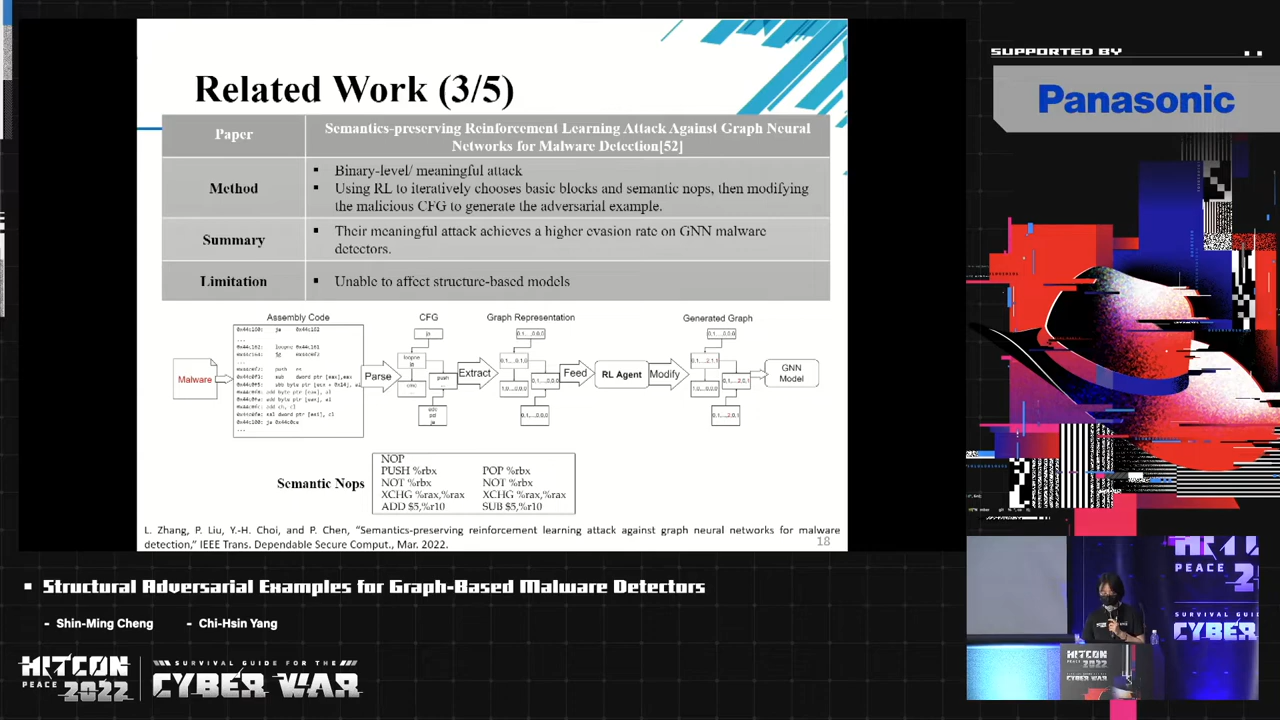 Related Work (3/5)
Paper
Semantics-preserving Reinforcement Learning Attack Against Graph Neural
Networks for Malware Detection[52]
Method
Binary-level/ meaningful attack
Using RL to iteratively chooses basic blocks and semantic nops, then modifying
the malicious CFG to generate the adversarial example.
Summary
Their meaningful attack achieves a higher evasion rate on GNN malware
detectors.
Limitation
Unable to affect structure-based models
Assembly Code
CFG
Graph Representation
Generated Graph
Malware
Parse
Extract
Feed
RL Agent
Modify
GNN
Model
Semantic Nops
NOP
PUSH %rbx POP %rbx
NOT %rbx NOT %rbx
XCHG %rax,%rax XCHG %rax,%rax
ADD $5,%r10 SUB $5,%r10
L. Zhang, P. Liu, Y.-H. Choi, and P. Chen, “Semantics-preserving reinforcement learning attack against graph neural networks for malware
detection,” IEEE Trans. Dependable Secure Comput., Mar. 2022.
18
SUPPORTED BY
Panasonic
Structural Adversarial Examples for Graph-Based Malware Detectors
- Shin-Ming Cheng - Chi-Hsin Yang
HITCON
PEACE 2022
SURVIVAL GUIDE FOR THE
CYBER WAR